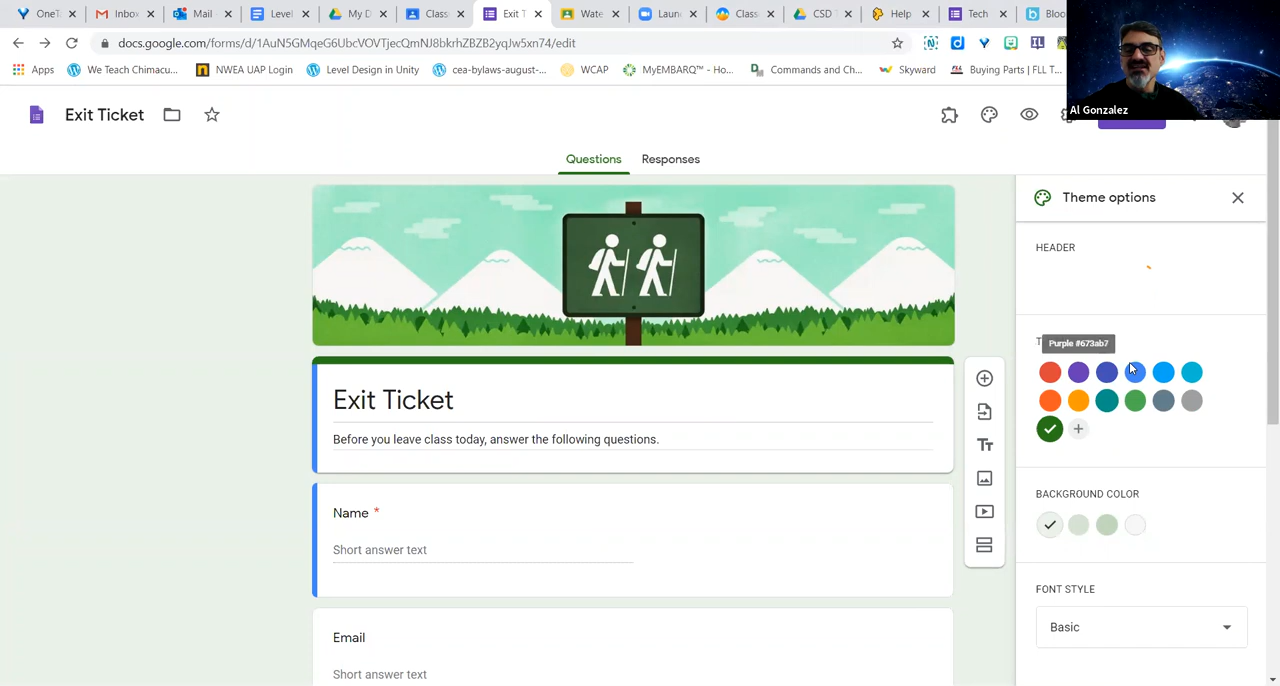 OneT
Inbox
Mail
Level
My D
Class
Exit T
Wate
Laun
Class
CSD
Help
Tech
Bloo
docs.google.com/forms/d/1AuN5GMqeG6UbcVOVTjecQmNJ8bkrhZBZB2yqJw5xn74/edit
Apps
We Teach Chimacu...
NWEA UAP Login
Level Design in Unity
cea-bylaws-august-...
WCAP
MyEMBARQ™ - Ho...
Commands and Ch...
Skyward
Buying Parts | FLL T...
Al Gonzalez
Exit Ticket
Questions
Responses
Theme options
HEADER
Exit Ticket
Before you leave class today, answer the following questions.
Purple #673ab7
Name *
Short answer text
BACKGROUND COLOR
FONT STYLE
Basic
Email
Short answer text